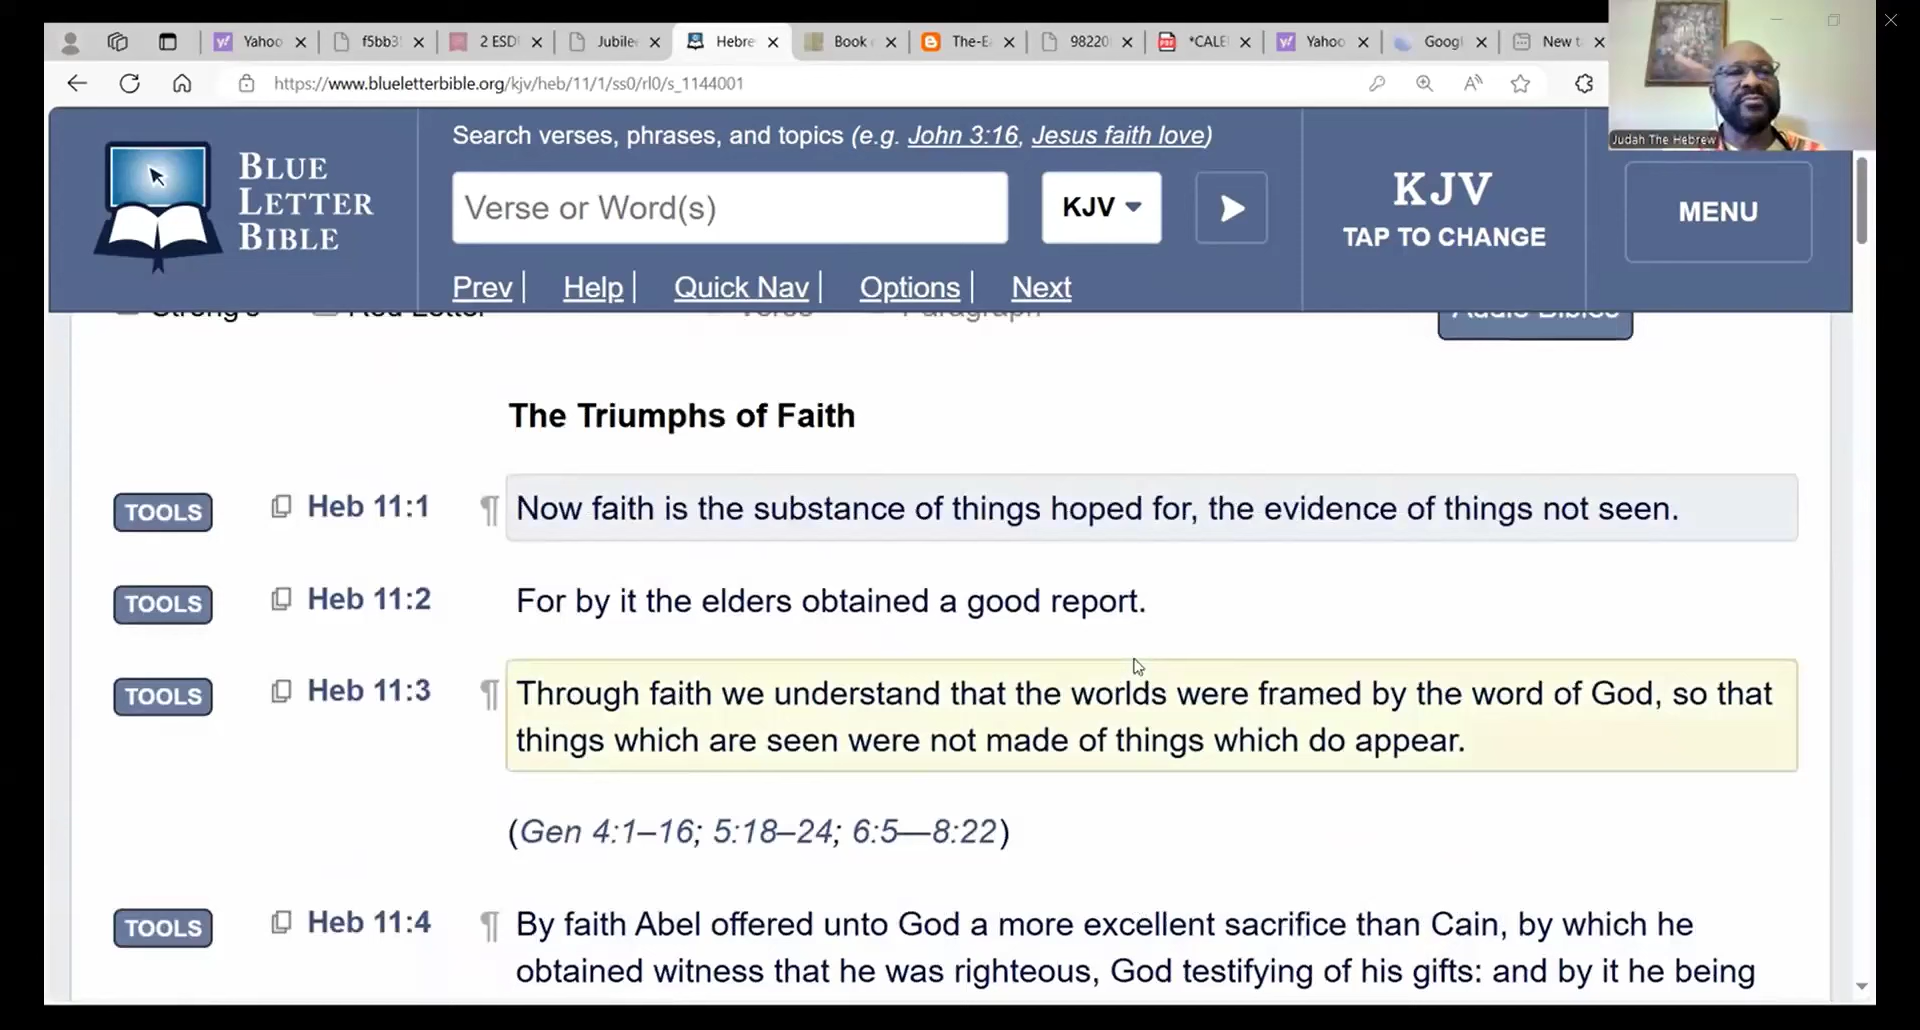 Yahoo
f5bb3
2 ESD
Jubile
Hebre
Book
The-E
98220
*CALE
Yahoo
Googl
New t
https://www.blueletterbible.org/kjv/heb/11/1/ss0/rl0/s_1144001
Judah The Hebrew
BLUE
LETTER
BIBLE
Search verses, phrases, and topics (e.g. John 3:16, Jesus faith love)
Verse or Word(s)
KJV
KJV
TAP TO CHANGE
MENU
Prev | Help | Quick Nav | Options | Next
Strong's Red Letter Verse Paragraph Audio Bibles
The Triumphs of Faith
TOOLS Heb 11:1 ¶ Now faith is the substance of things hoped for, the evidence of things not seen.
TOOLS Heb 11:2 For by it the elders obtained a good report.
TOOLS Heb 11:3 ¶ Through faith we understand that the worlds were framed by the word of God, so that
things which are seen were not made of things which do appear.
(Gen 4:1–16; 5:18–24; 6:5—8:22)
TOOLS Heb 11:4 ¶ By faith Abel offered unto God a more excellent sacrifice than Cain, by which he
obtained witness that he was righteous, God testifying of his gifts: and by it he being